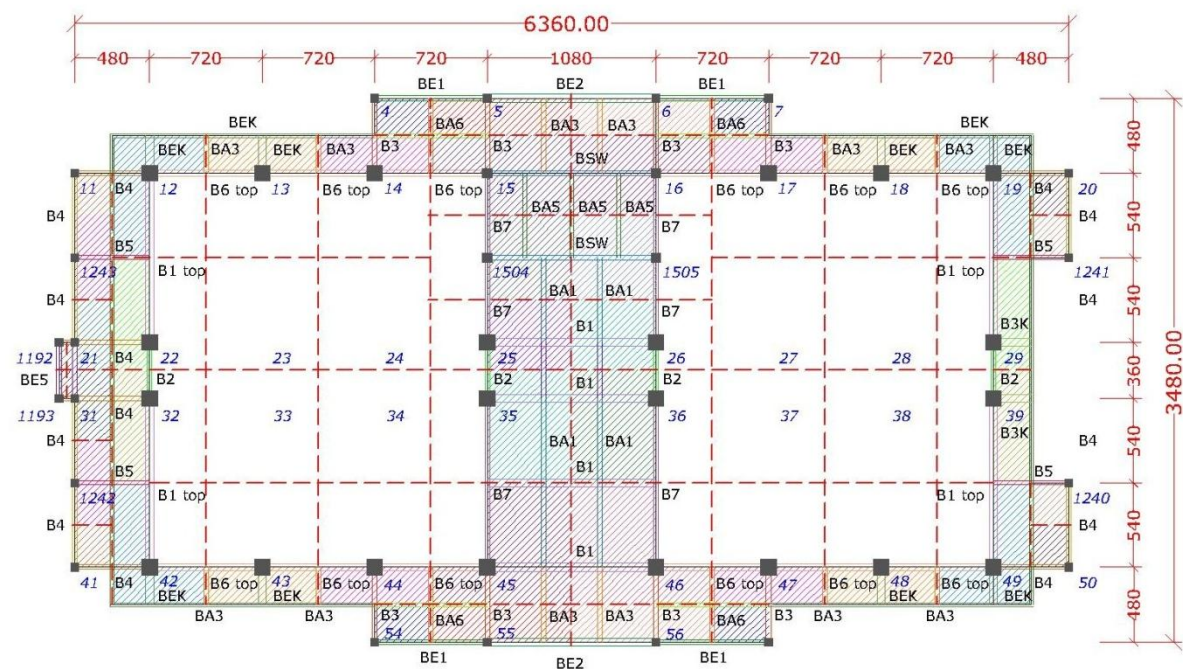 6360.00
480 720 720 720 1080 720 720 720 480
BE1 BE2 BE1
4 5 6 7
BEK BA6 BA3 BA3 BA6 BEK
BEK BA3 BEK BA3 B3 B3 B3 B3 BA3 BEK BA3 BEK
BSW
11 B4 12 13 14 15 16 17 18 19 B4 20
B6 top B6 top B6 top B6 top B6 top B6 top
B4 BA5 BA5 BA5 B4
B5 B7 BSW B7 B5
1243 B1 top 1504 1505 B1 top 1241
B4 BA1 BA1 B4
B7 B1 B7 B3K
1192 21 B4 22 23 24 25 26 27 28 29
BE5 B2 B2 B1 B2 B2
1193 31 B4 32 33 34 35 36 37 38 39
B4 BA1 BA1 B3K B4
B5 B1 B5
1242 B1 top B7 B7 B1 top 1240
B4 B4
B1
41 B4 42 B6 top 43 B6 top 44 B6 top B6 top 45 46 B6 top 47 B6 top 48 B6 top 49 B4 50
BEK BEK BEK BEK
BA3 BA3 B3 BA6 B3 BA3 BA3 B3 BA6 B3 BA3 BA3
54 55 56
BE1 BE2 BE1
480
540
540
360
540
540
480
3480.00